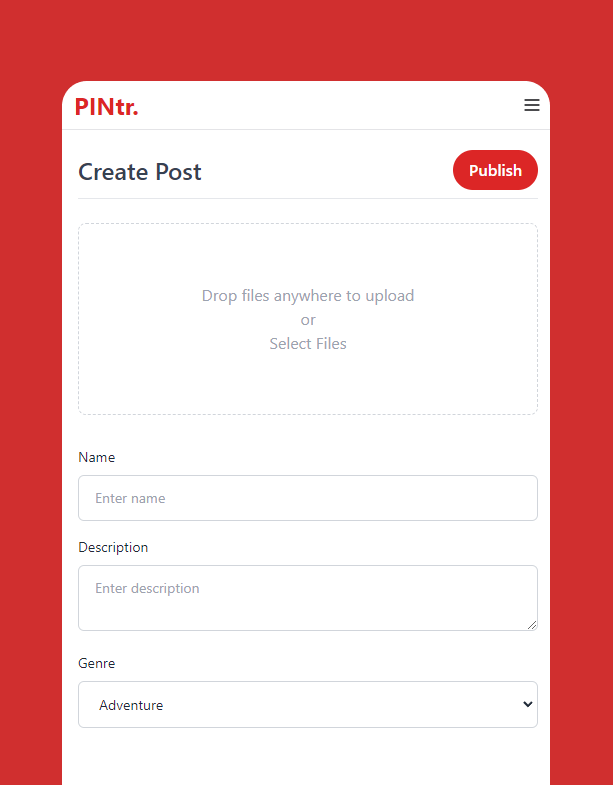 PINtr.
Create Post
Publish
Drop files anywhere to upload
or
Select Files
Name
Enter name
Description
Enter description
Genre
Adventure